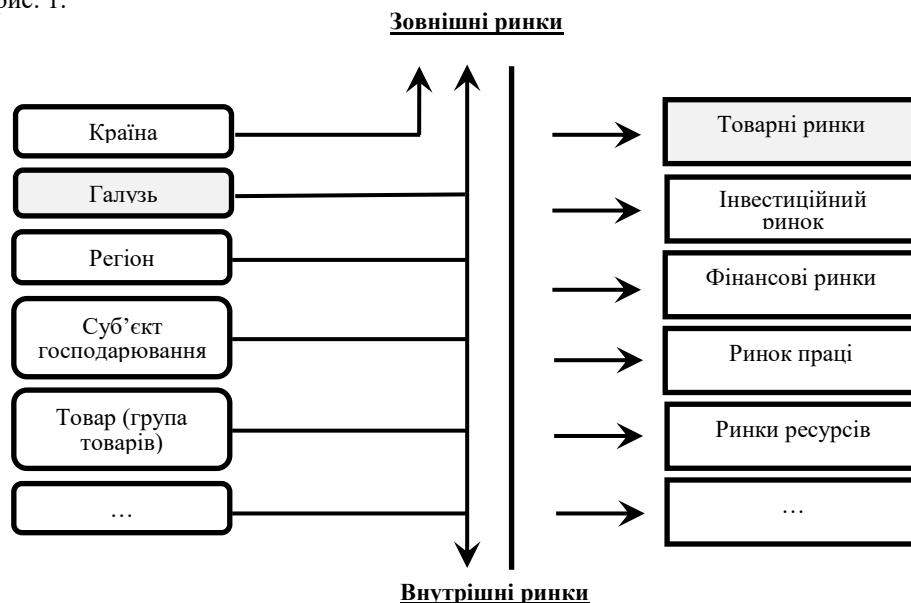 рис. 1.
Зовнішні ринки
Країна
Галузь
Регіон
Суб’єкт
господарювання
Товар (група
товарів)
…
Товарні ринки
Інвестиційний
ринок
Фінансові ринки
Ринок праці
Ринки ресурсів
…
Внутрішні ринки